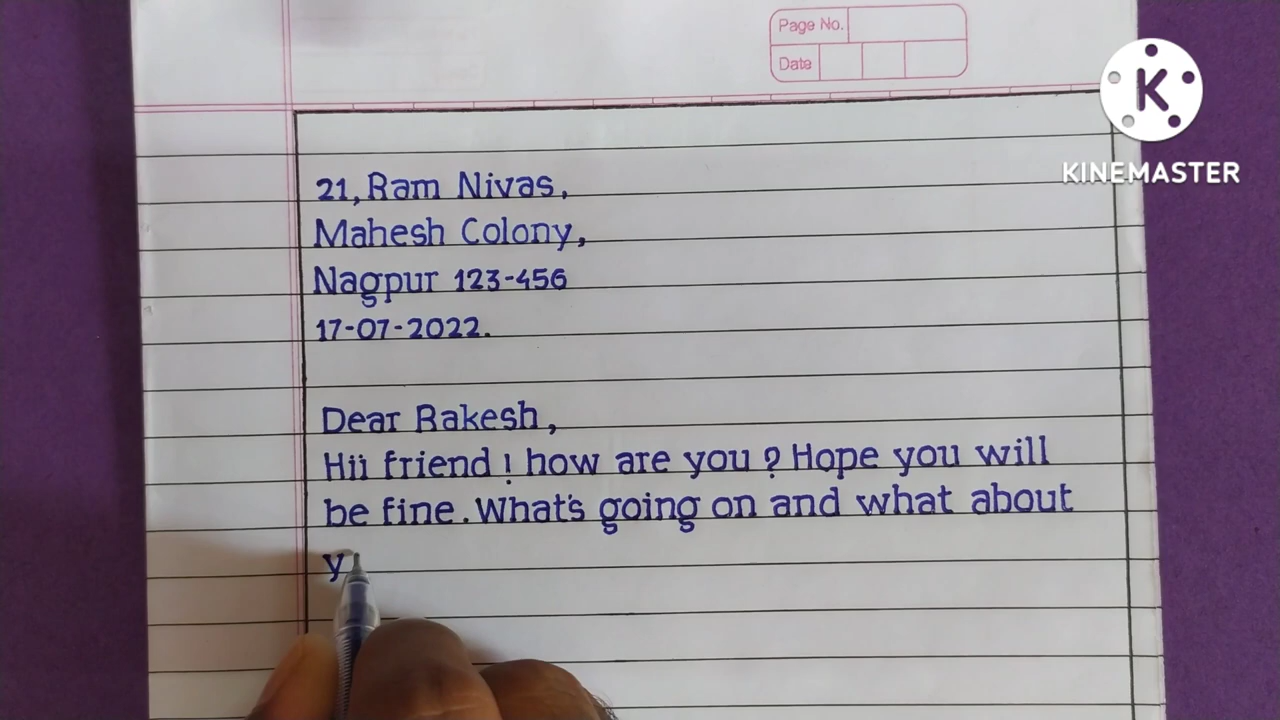 Page No.
Date
K
KINEMASTER
21, Ram Nivas,
Mahesh Colony,
Nagpur 123-456
17-07-2022.
Dear Rakesh,
Hii friend! how are you? Hope you will
be fine. What's going on and what about
y